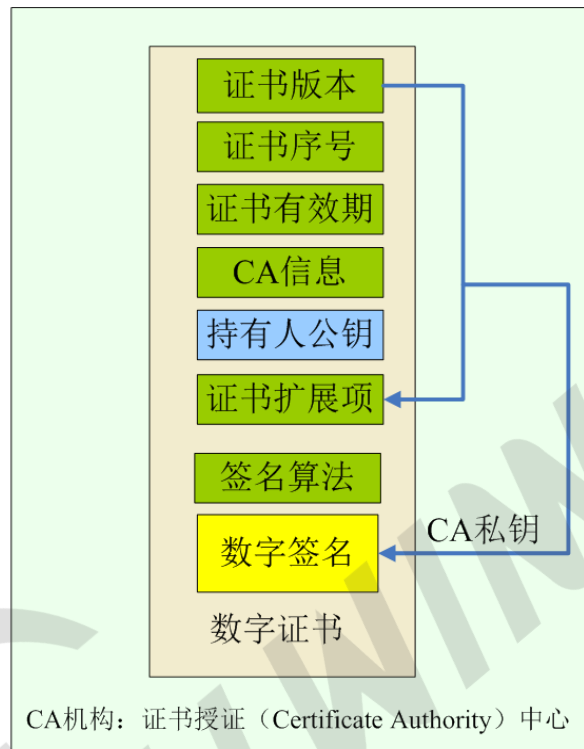 证书版本
证书序号
证书有效期
CA信息
持有人公钥
证书扩展项
签名算法
CA私钥
数字签名
数字证书
CA机构：证书授证（Certificate Authority）中心